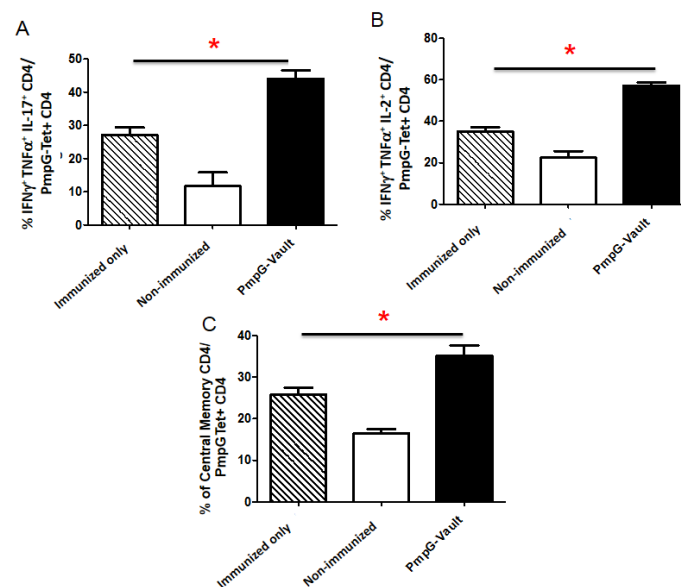 A
*
% IFNγ⁺ TNFα⁺ IL-17⁺ CD4/
PmpG-Tet+ CD4
50
40
30
20
10
0
Immunized only
Non-immunized
PmpG-Vault
B
*
% IFNγ⁺ TNFα⁺ IL-2⁺ CD4/
PmpG-Tet+ CD4
80
60
40
20
0
Immunized only
Non-immunized
PmpG-Vault
C
*
% of Central Memory CD4/
PmpG Tet+ CD4
40
30
20
10
0
Immunized only
Non-immunized
PmpG-Vault